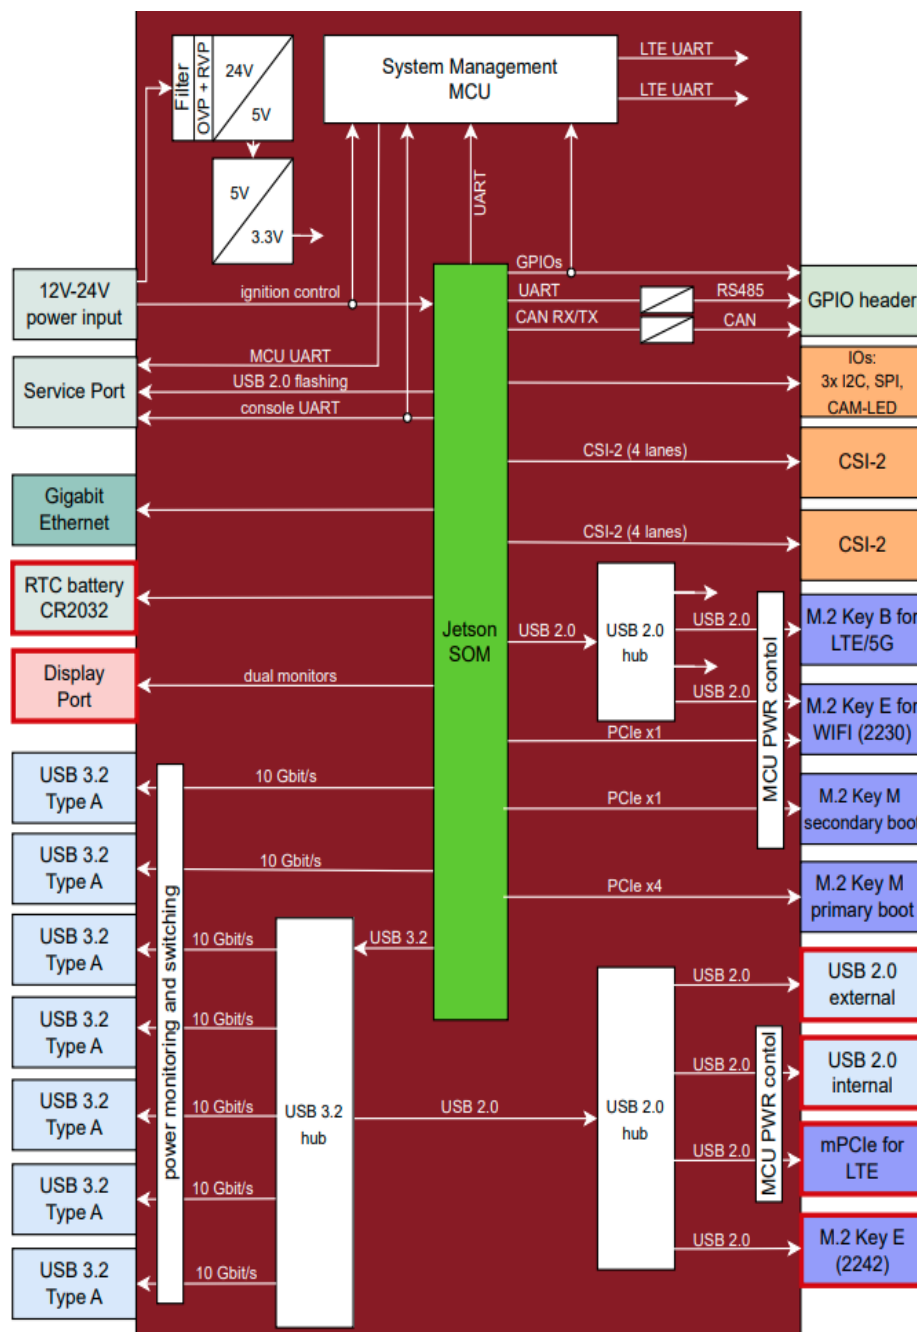 Filter
OVP + RVP
24V
5V
System Management
MCU
LTE UART
LTE UART
5V
3.3V
UART
12V-24V
power input
ignition control
GPIOs
UART
RS485
CAN RX/TX
CAN
GPIO header
Service Port
MCU UART
USB 2.0 flashing
console UART
IOs:
3x I2C, SPI,
CAM-LED
CSI-2 (4 lanes)
CSI-2
Gigabit
Ethernet
CSI-2 (4 lanes)
CSI-2
RTC battery
CR2032
Jetson
SOM
USB 2.0
USB 2.0
hub
USB 2.0
USB 2.0
MCU PWR contol
M.2 Key B for
LTE/5G
Display
Port
dual monitors
M.2 Key E for
WIFI (2230)
PCIe x1
USB 3.2
Type A
10 Gbit/s
PCIe x1
M.2 Key M
secondary boot
USB 3.2
Type A
10 Gbit/s
PCIe x4
M.2 Key M
primary boot
power monitoring and switching
USB 3.2
Type A
10 Gbit/s
USB 3.2
USB 2.0
USB 2.0
external
USB 3.2
Type A
10 Gbit/s
USB 2.0
MCU PWR contol
USB 2.0
internal
USB 3.2
Type A
10 Gbit/s
USB 3.2
hub
USB 2.0
USB 2.0
hub
USB 2.0
mPCIe for
LTE
USB 3.2
Type A
10 Gbit/s
USB 2.0
M.2 Key E
(2242)
USB 3.2
Type A
10 Gbit/s